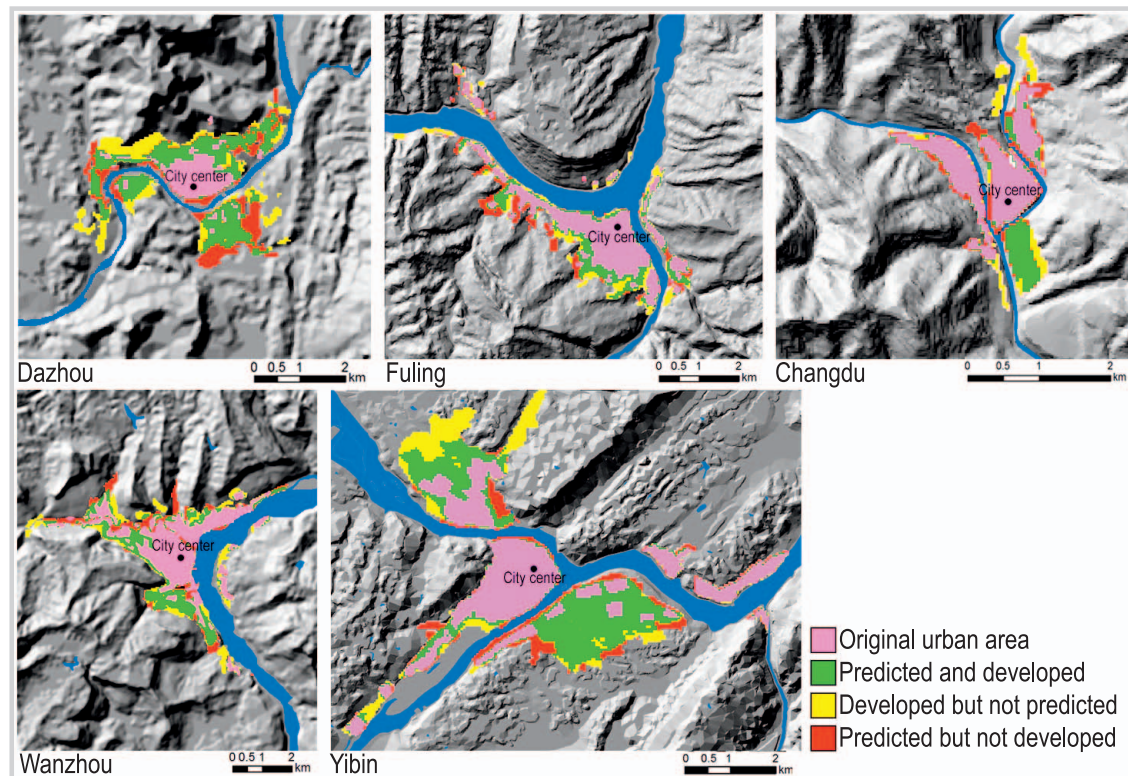 City center
Dazhou
0 0.5 1 2
km
City center
Fuling
0 0.5 1 2
km
City center
Changdu
0 0.5 1 2
km
City center
Wanzhou
0 0.5 1 2
km
City center
Yibin
0 0.5 1 2
km
Original urban area
Predicted and developed
Developed but not predicted
Predicted but not developed